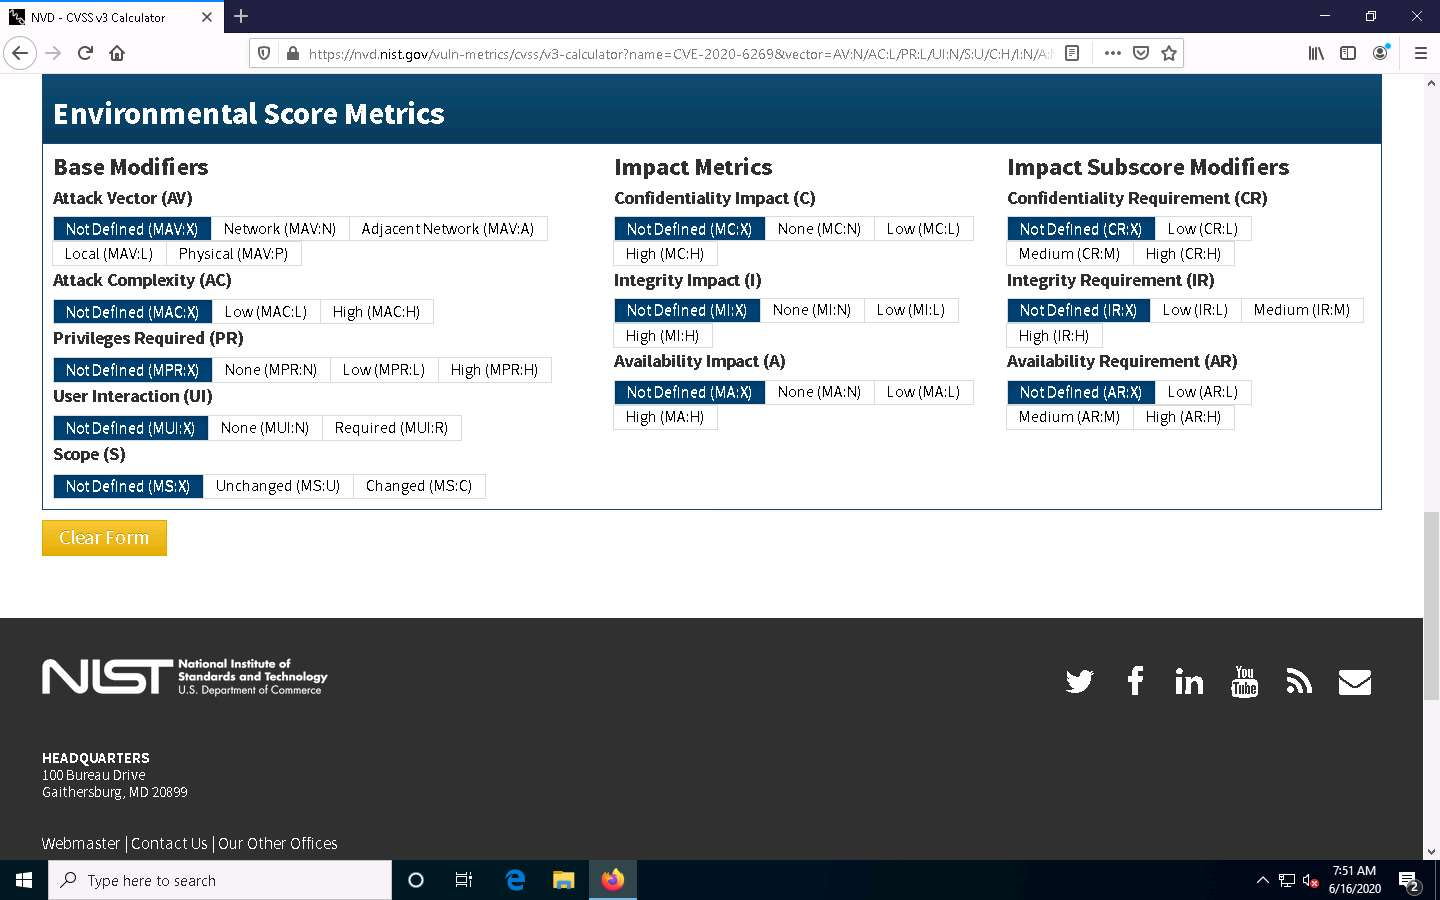 NVD - CVSS v3 Calculator
https://nvd.nist.gov/vuln-metrics/cvss/v3-calculator?name=CVE-2020-6269&vector=AV:N/AC:L/PR:L/UI:N/S:U/C:H/I:N/A
Environmental Score Metrics
Base Modifiers
Attack Vector (AV)
Not Defined (MAV:X) Network (MAV:N) Adjacent Network (MAV:A)
Local (MAV:L) Physical (MAV:P)
Attack Complexity (AC)
Not Defined (MAC:X) Low (MAC:L) High (MAC:H)
Privileges Required (PR)
Not Defined (MPR:X) None (MPR:N) Low (MPR:L) High (MPR:H)
User Interaction (UI)
Not Defined (MUI:X) None (MUI:N) Required (MUI:R)
Scope (S)
Not Defined (MS:X) Unchanged (MS:U) Changed (MS:C)
Impact Metrics
Confidentiality Impact (C)
Not Defined (MC:X) None (MC:N) Low (MC:L)
High (MC:H)
Integrity Impact (I)
Not Defined (MI:X) None (MI:N) Low (MI:L)
High (MI:H)
Availability Impact (A)
Not Defined (MA:X) None (MA:N) Low (MA:L)
High (MA:H)
Impact Subscore Modifiers
Confidentiality Requirement (CR)
Not Defined (CR:X) Low (CR:L)
Medium (CR:M) High (CR:H)
Integrity Requirement (IR)
Not Defined (IR:X) Low (IR:L) Medium (IR:M)
High (IR:H)
Availability Requirement (AR)
Not Defined (AR:X) Low (AR:L)
Medium (AR:M) High (AR:H)
Clear Form
NIST
National Institute of
Standards and Technology
U.S. Department of Commerce
You
Tube
HEADQUARTERS
100 Bureau Drive
Gaithersburg, MD 20899
Webmaster | Contact Us | Our Other Offices
Type here to search
7:51 AM
6/16/2020
2